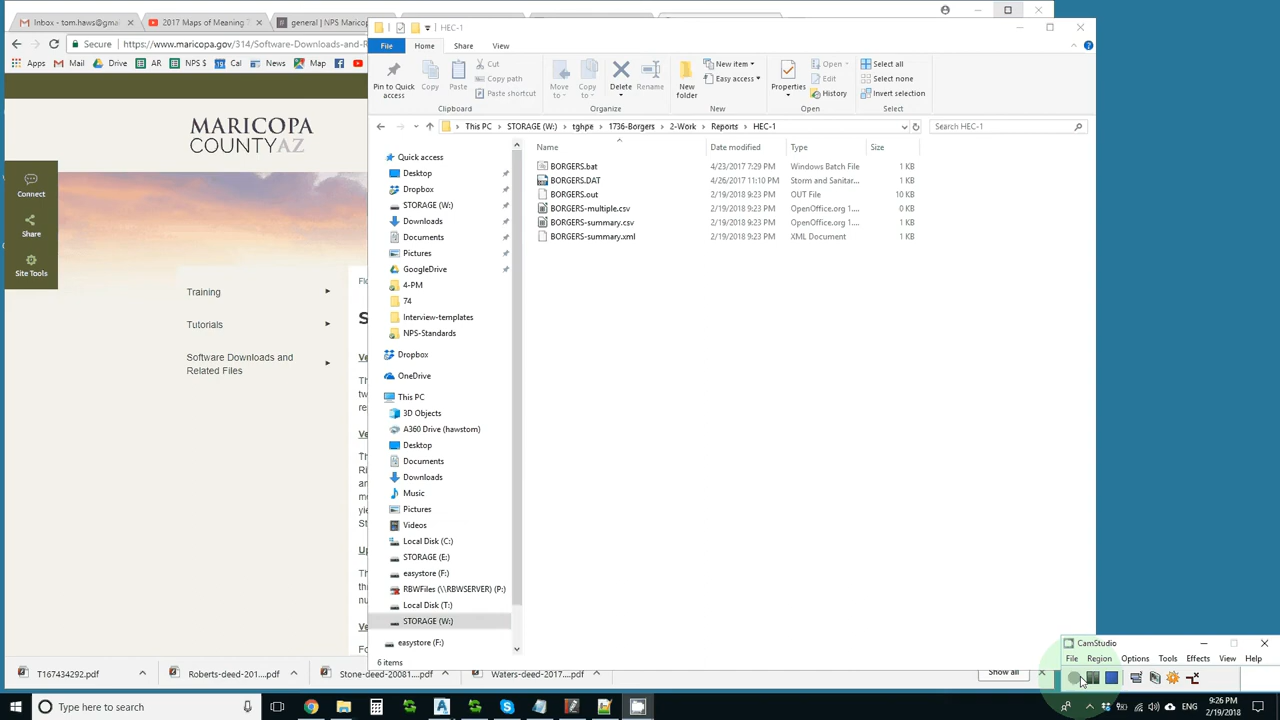 Inbox - tom.haws@gmai
2017 Maps of Meaning
general | NPS Maricop
HEC-1
Secure
https://www.maricopa.gov/314/Software-Downloads-and-R
Apps
Mail
Drive
AR
NPS $
Cal
News
Map
File
Home
Share
View
Pin to Quick access
Copy
Paste
Cut
Copy path
Paste shortcut
Clipboard
Move to
Copy to
Delete
Rename
Organize
New folder
New item
Easy access
New
Properties
Open
Edit
History
Open
Select all
Select none
Invert selection
Select
This PC
STORAGE (W:)
tghpe
1736-Borgers
2-Work
Reports
HEC-1
Search HEC-1
Name
Date modified
Type
Size
BORGERS.bat 4/23/2017 7:29 PM Windows Batch File 1 KB
BORGERS.DAT 4/26/2017 11:10 PM Storm and Sanitar... 1 KB
BORGERS.out 2/19/2018 9:23 PM OUT File 10 KB
BORGERS-multiple.csv 2/19/2018 9:23 PM OpenOffice.org 1.... 0 KB
BORGERS-summary.csv 2/19/2018 9:23 PM OpenOffice.org 1.... 1 KB
BORGERS-summary.xml 2/19/2018 9:23 PM XML Document 1 KB
Quick access
Desktop
Dropbox
STORAGE (W:)
Downloads
Documents
Pictures
GoogleDrive
4-PM
74
Interview-templates
NPS-Standards
Dropbox
OneDrive
This PC
3D Objects
A360 Drive (hawstom)
Desktop
Documents
Downloads
Music
Pictures
Videos
Local Disk (C:)
STORAGE (E:)
easystore (F:)
RBWFiles (\\RBWSERVER) (P:)
Local Disk (T:)
STORAGE (W:)
easystore (F:)
6 items
MARICOPA
COUNTYAZ
Connect
Share
Site Tools
Training
Tutorials
Software Downloads and
Related Files
T167434292.pdf
Roberts-deed-201....pdf
Stone-deed-20081....pdf
Waters-deed-2017....pdf
Show all
CamStudio
File
Region
Options
Tools
Effects
View
Help
Type here to search
9:26 PM
2/19/2018